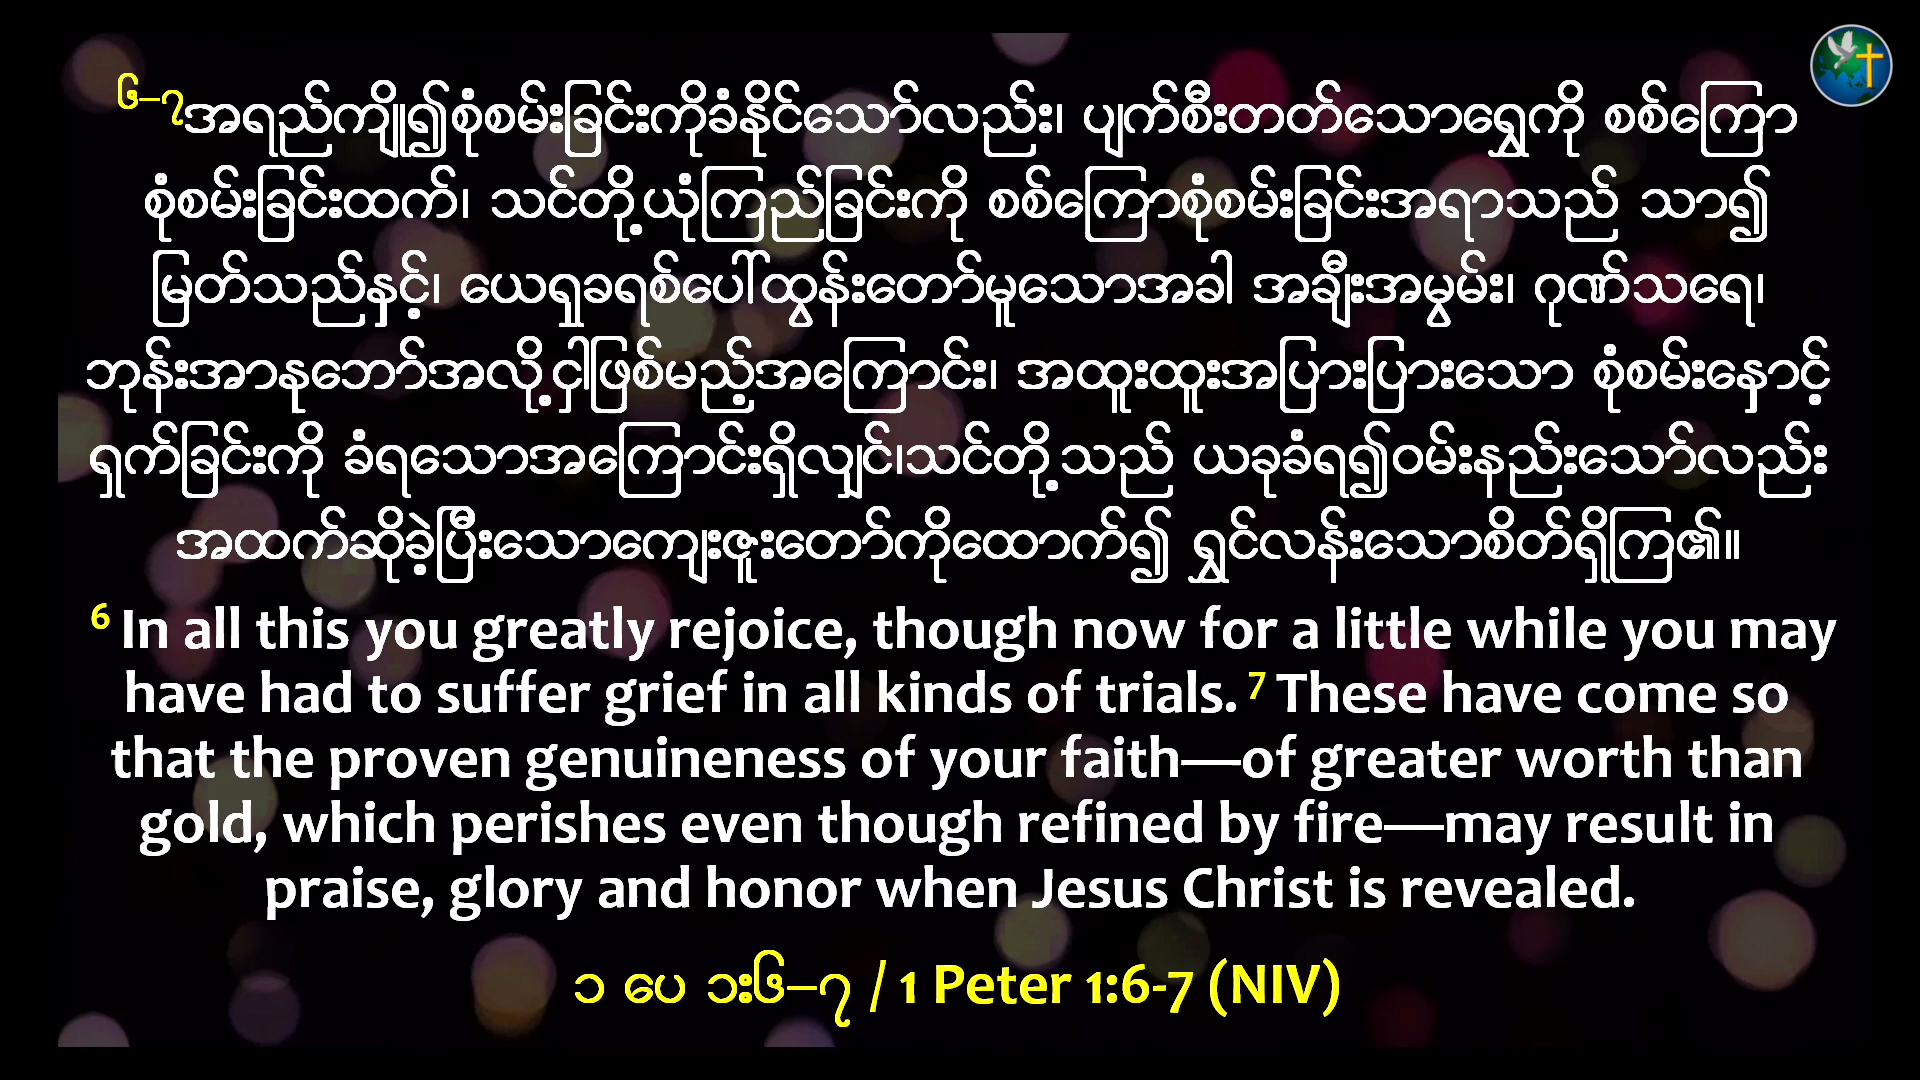 ၆–၇အရည်ကျို၍စုံစမ်းခြင်းကိုခံနိုင်သော်လည်း၊ ပျက်စီးတတ်သောရွှေကို စစ်ကြော
စုံစမ်းခြင်းထက်၊ သင်တို့ယုံကြည်ခြင်းကို စစ်ကြောစုံစမ်းခြင်းအရာသည် သာ၍
မြတ်သည်နှင့်၊ ယေရှုခရစ်ပေါ်ထွန်းတော်မူသောအခါ အချီးအမွမ်း၊ ဂုဏ်သရေ၊
ဘုန်းအာနုဘော်အလို့ငှါဖြစ်မည့်အကြောင်း၊ အထူးထူးအပြားပြားသော စုံစမ်းနှောင့်
ရှက်ခြင်းကို ခံရသောအကြောင်းရှိလျှင်၊သင်တို့သည် ယခုခံရ၍ဝမ်းနည်းသော်လည်း
အထက်ဆိုခဲ့ပြီးသောကျေးဇူးတော်ကိုထောက်၍ ရွှင်လန်းသောစိတ်ရှိကြ၏။
6 In all this you greatly rejoice, though now for a little while you may
have had to suffer grief in all kinds of trials. 7 These have come so
that the proven genuineness of your faith—of greater worth than
gold, which perishes even though refined by fire—may result in
praise, glory and honor when Jesus Christ is revealed.
၁ ပေ ၁း၆–၇ / 1 Peter 1:6-7 (NIV)